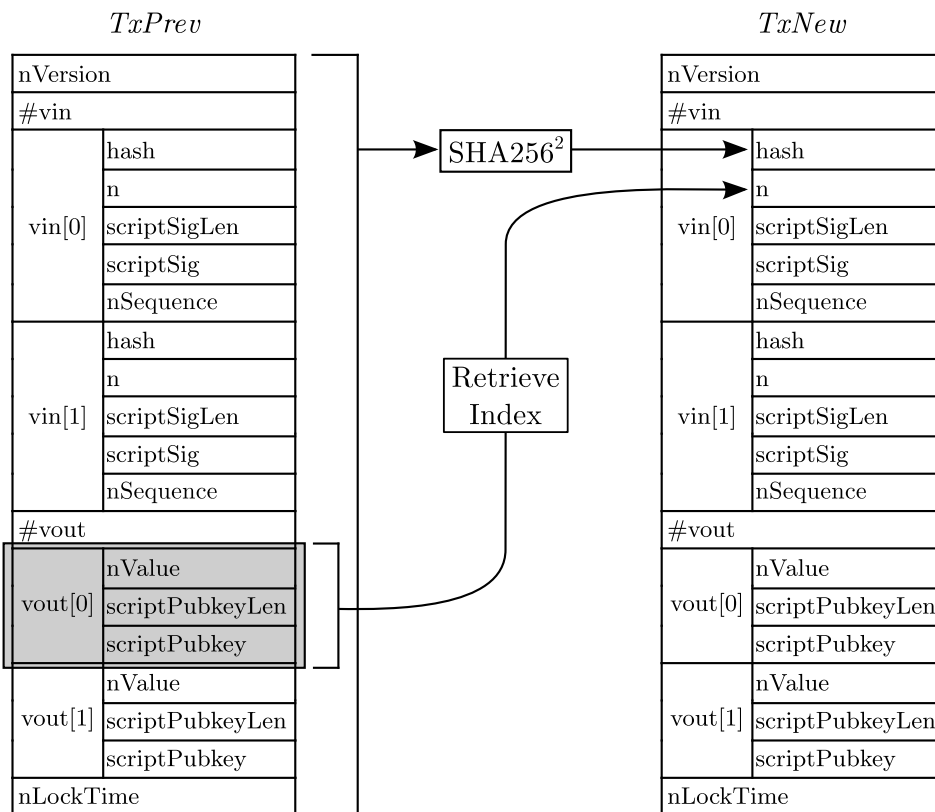 TxPrev
nVersion
#vin
vin[0]
hash
n
scriptSigLen
scriptSig
nSequence
vin[1]
hash
n
scriptSigLen
scriptSig
nSequence
#vout
vout[0]
nValue
scriptPubkeyLen
scriptPubkey
vout[1]
nValue
scriptPubkeyLen
scriptPubkey
nLockTime
SHA256²
Retrieve
Index
TxNew
nVersion
#vin
vin[0]
hash
n
scriptSigLen
scriptSig
nSequence
vin[1]
hash
n
scriptSigLen
scriptSig
nSequence
#vout
vout[0]
nValue
scriptPubkeyLen
scriptPubkey
vout[1]
nValue
scriptPubkeyLen
scriptPubkey
nLockTime